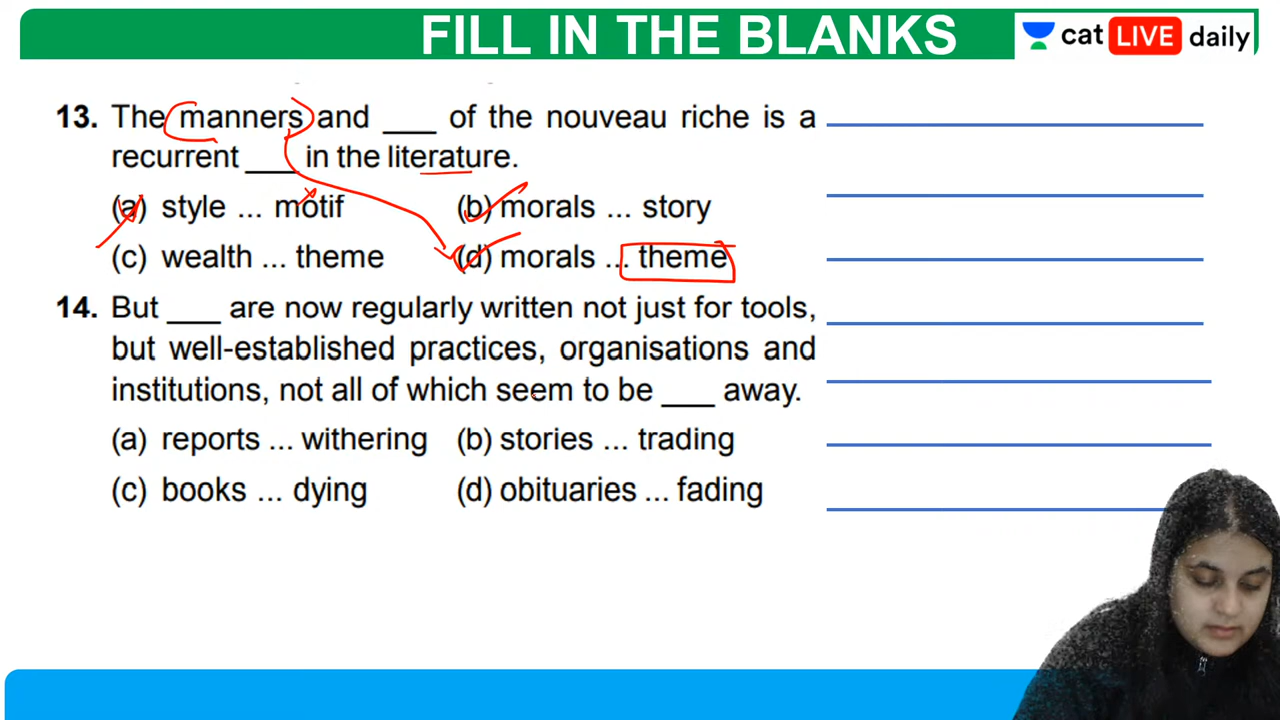 FILL IN THE BLANKS
cat LIVE daily
13. The manners and ___ of the nouveau riche is a
recurrent ___ in the literature.
(a) style ... motif (b) morals ... story
(c) wealth ... theme (d) morals ... theme
14. But ___ are now regularly written not just for tools,
but well-established practices, organisations and
institutions, not all of which seem to be ___ away.
(a) reports ... withering (b) stories ... trading
(c) books ... dying (d) obituaries ... fading